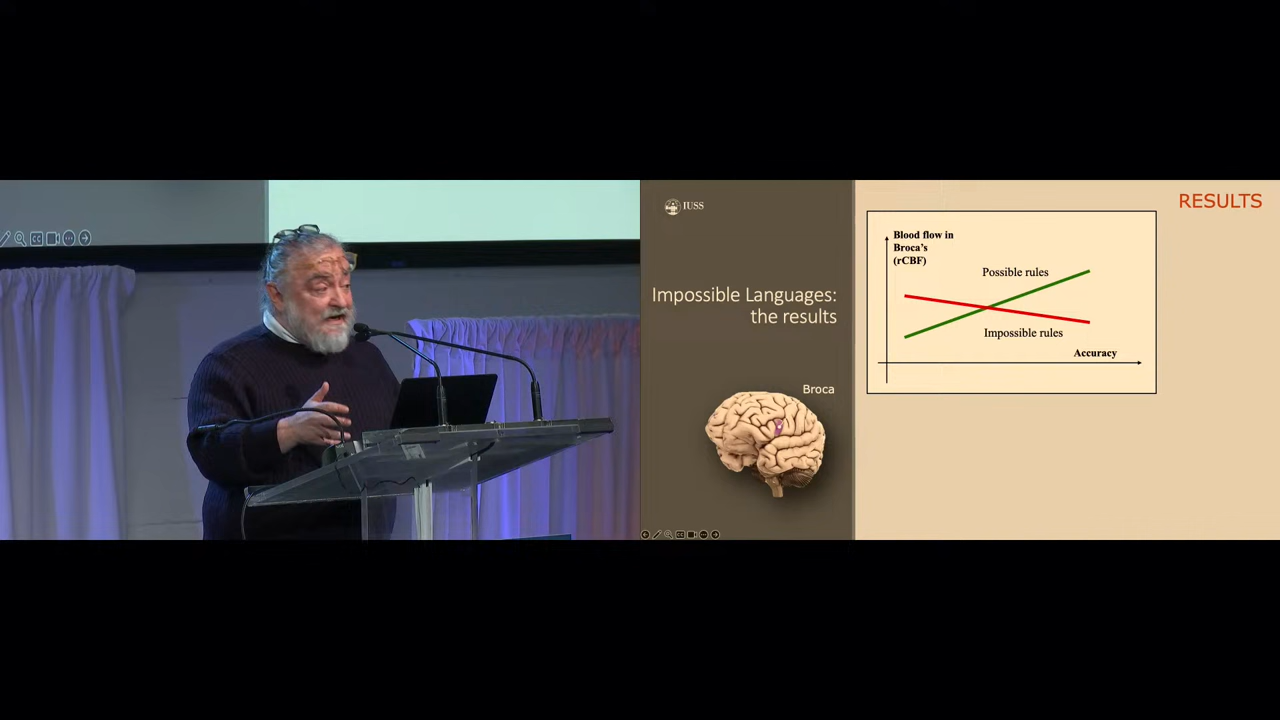 IUSS
Impossible Languages:
the results
Broca
RESULTS
Blood flow in
Broca's
(rCBF)
Possible rules
Impossible rules
Accuracy